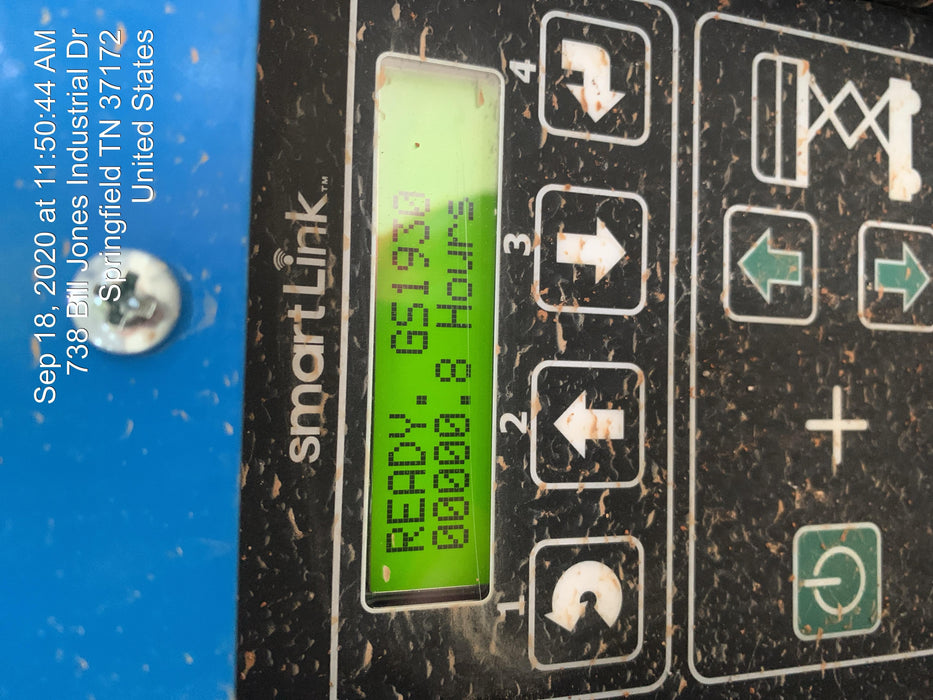 Sep 18, 2020 at 11:50:44 AM
738 Bill Jones Industrial Dr
Springfield TN 37172
United States
smartLink™
READY. GS1930
00000.8 Hours
1 2 3 4